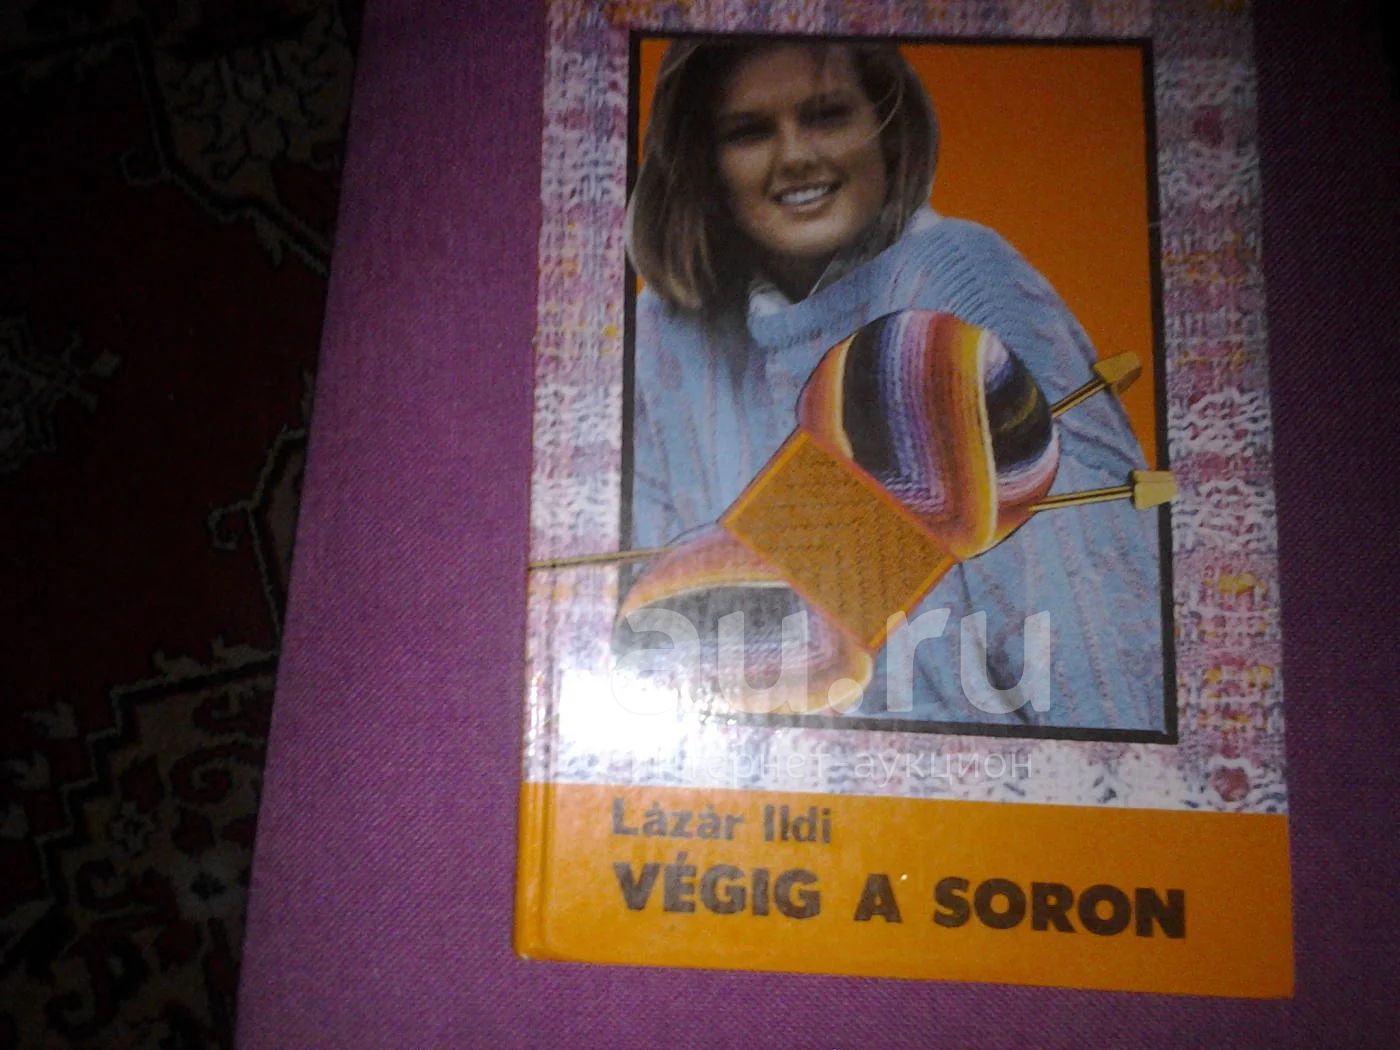 au.ru
интернет-аукцион
Lázár Ildi
VÉGIG A SORON